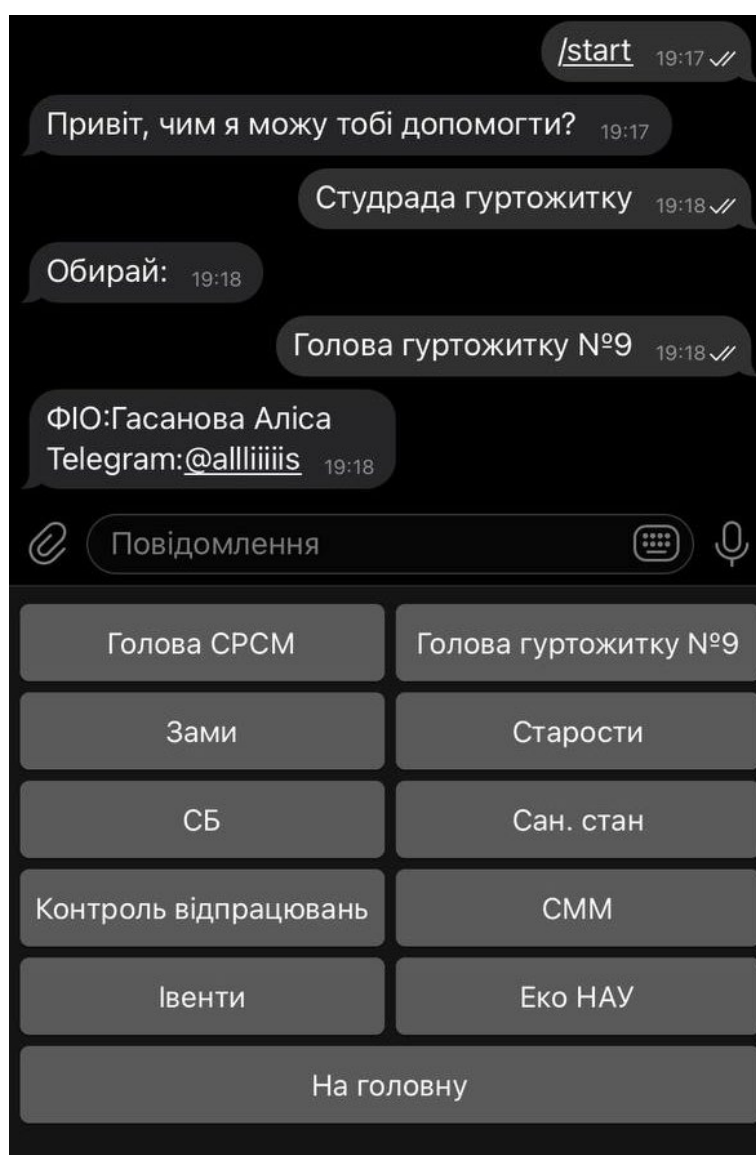 /start 19:17
Привіт, чим я можу тобі допомогти? 19:17
Студрада гуртожитку 19:18
Обирай: 19:18
Голова гуртожитку №9 19:18
ФІО:Гасанова Аліса
Telegram:@allliiiiis 19:18
Повідомлення
Голова СРСМ Голова гуртожитку №9
Зами Старости
СБ Сан. стан
Контроль відпрацювань СММ
Івенти Еко НАУ
На головну